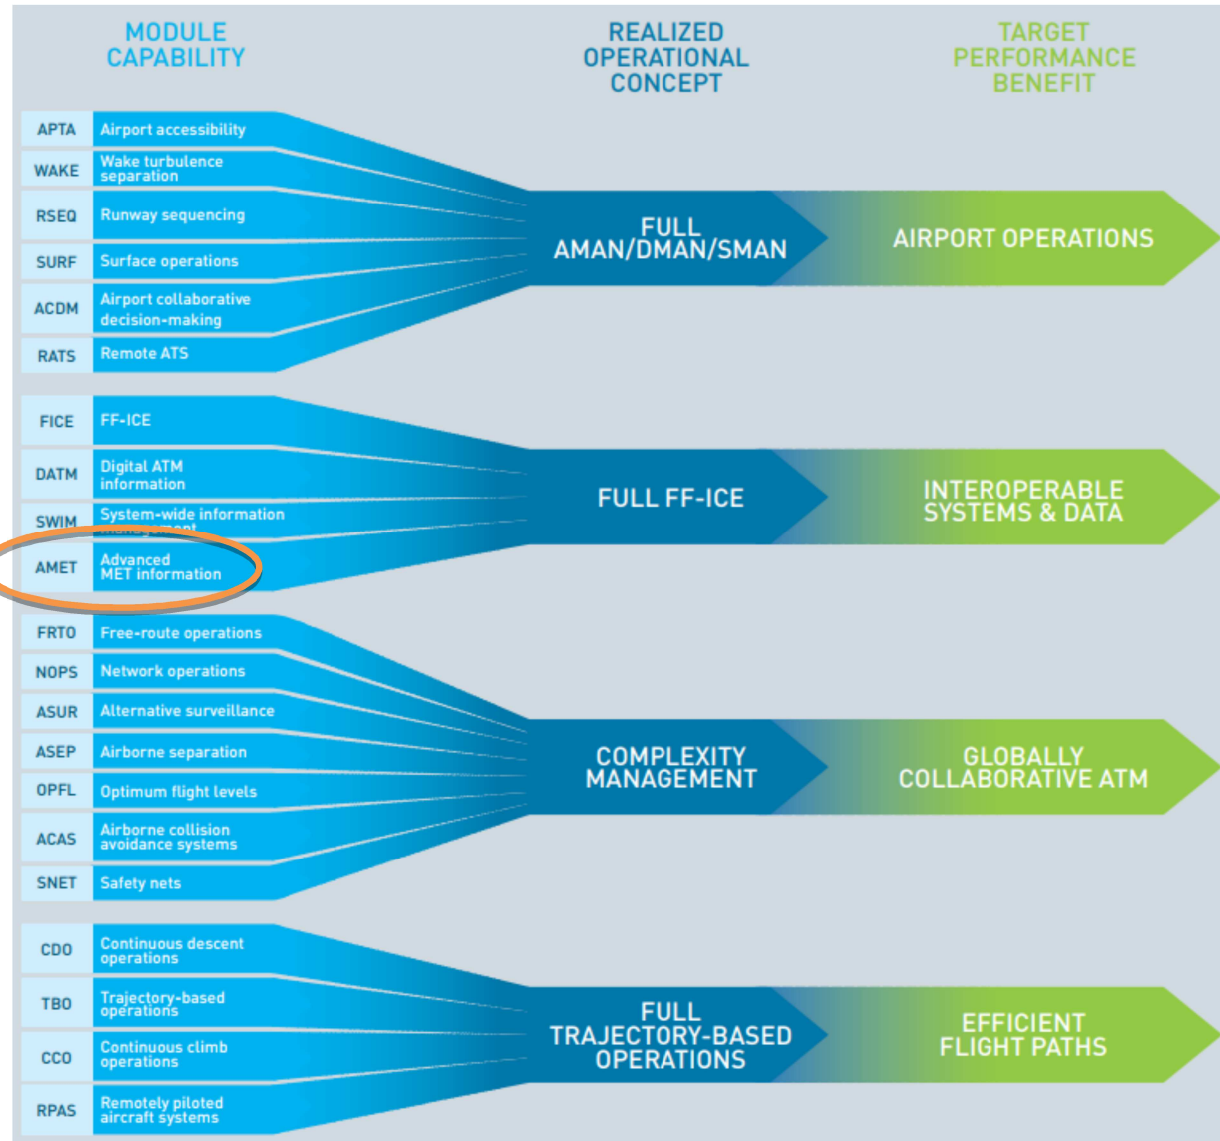 MODULE
CAPABILITY
REALIZED
OPERATIONAL
CONCEPT
TARGET
PERFORMANCE
BENEFIT
APTA Airport accessibility
WAKE Wake turbulence
separation
RSEQ Runway sequencing
SURF Surface operations
ACDM Airport collaborative
decision-making
RATS Remote ATS
FULL
AMAN/DMAN/SMAN
AIRPORT OPERATIONS
FICE FF-ICE
DATM Digital ATM
information
SWIM System-wide information
management
AMET Advanced
MET information
FULL FF-ICE
INTEROPERABLE
SYSTEMS & DATA
FRTO Free-route operations
NOPS Network operations
ASUR Alternative surveillance
ASEP Airborne separation
OPFL Optimum flight levels
ACAS Airborne collision
avoidance systems
SNET Safety nets
COMPLEXITY
MANAGEMENT
GLOBALLY
COLLABORATIVE ATM
CDO Continuous descent
operations
TBO Trajectory-based
operations
CCO Continuous climb
operations
RPAS Remotely piloted
aircraft systems
FULL
TRAJECTORY-BASED
OPERATIONS
EFFICIENT
FLIGHT PATHS